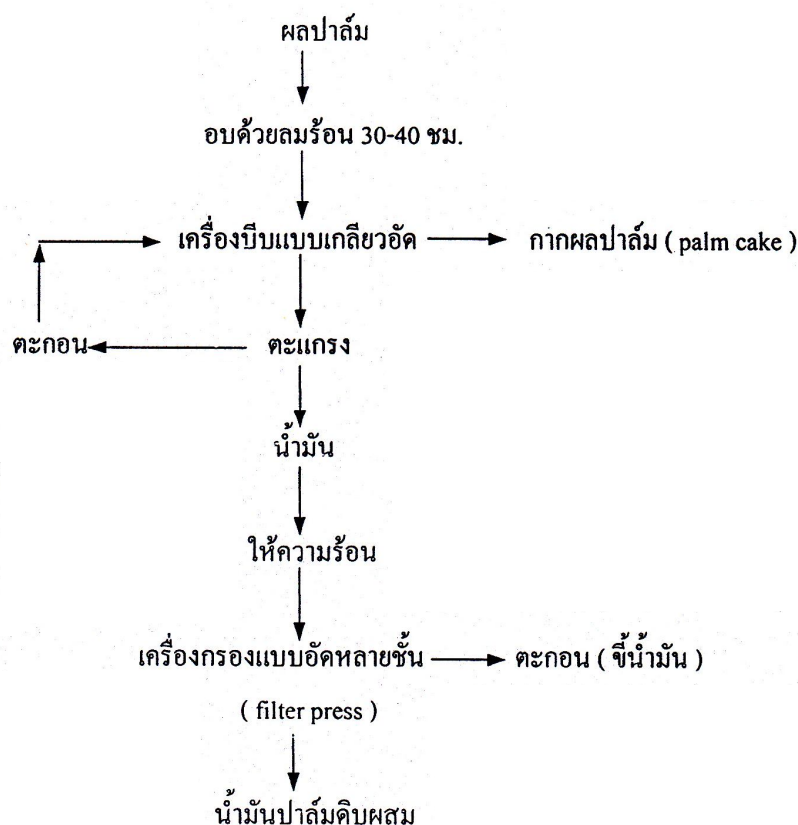 ผลปาล์ม
อบด้วยลมร้อน 30-40 ชม.
เครื่องบีบแบบเกลียวอัด
กากผลปาล์ม ( palm cake )
ตะกอน
ตะแกรง
น้ำมัน
ให้ความร้อน
เครื่องกรองแบบอัดหลายชั้น
ตะกอน ( ขี้น้ำมัน )
( filter press )
น้ำมันปาล์มดิบผสม